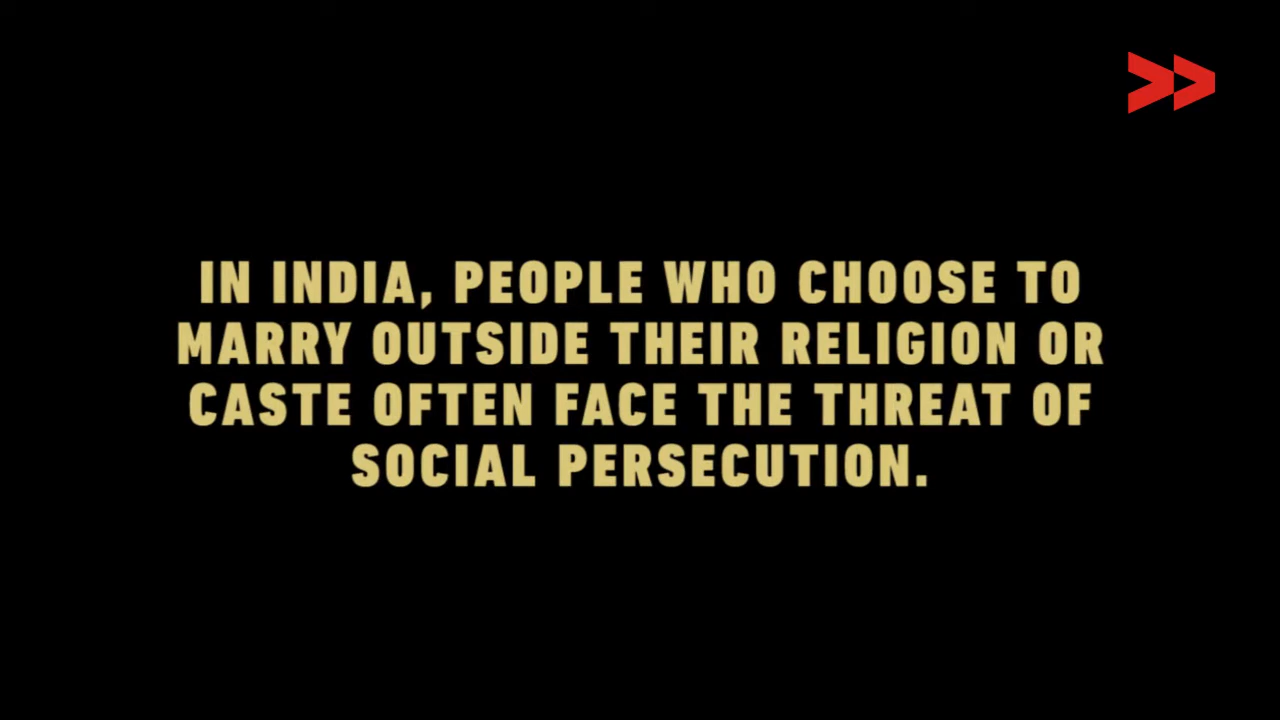 IN INDIA, PEOPLE WHO CHOOSE TO
MARRY OUTSIDE THEIR RELIGION OR
CASTE OFTEN FACE THE THREAT OF
SOCIAL PERSECUTION.